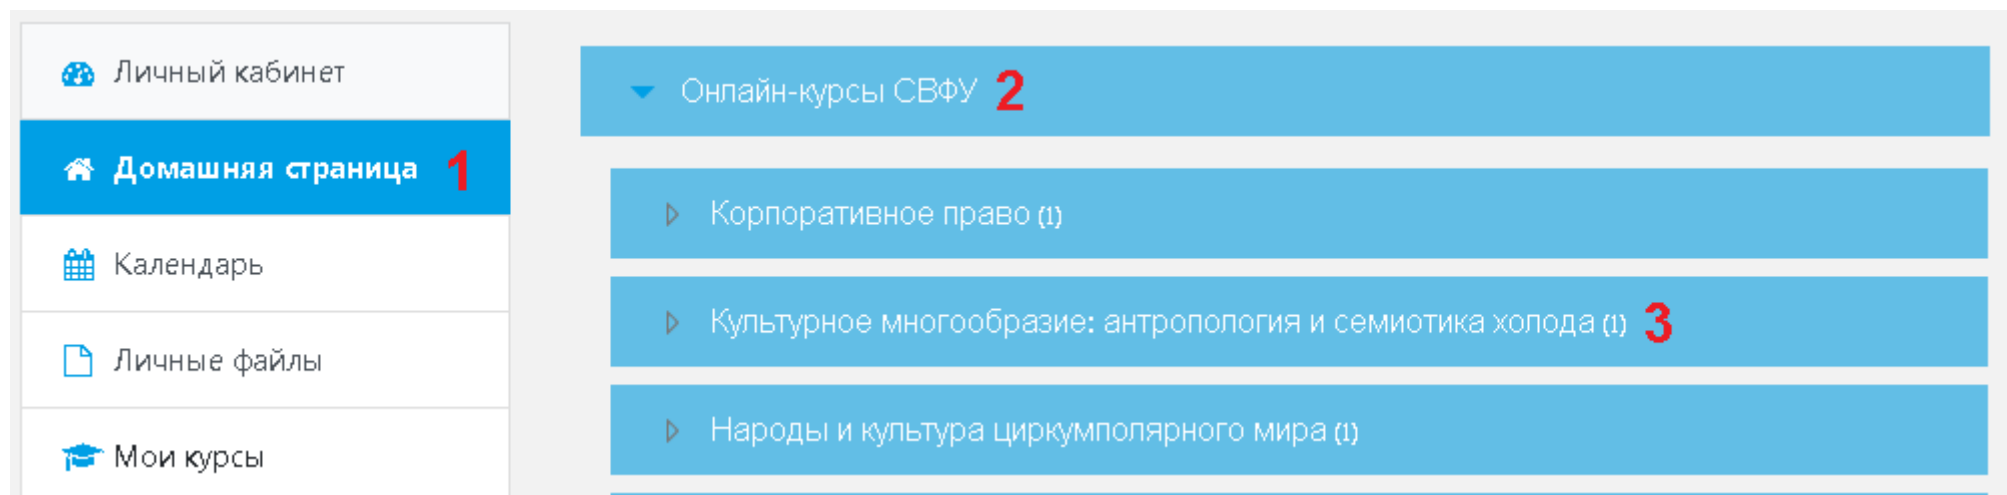 Личный кабинет
Домашняя страница 1
Календарь
Личные файлы
Мои курсы
Онлайн-курсы СВФУ 2
Корпоративное право (1)
Культурное многообразие: антропология и семиотика холода (1) 3
Народы и культура циркумполярного мира (1)